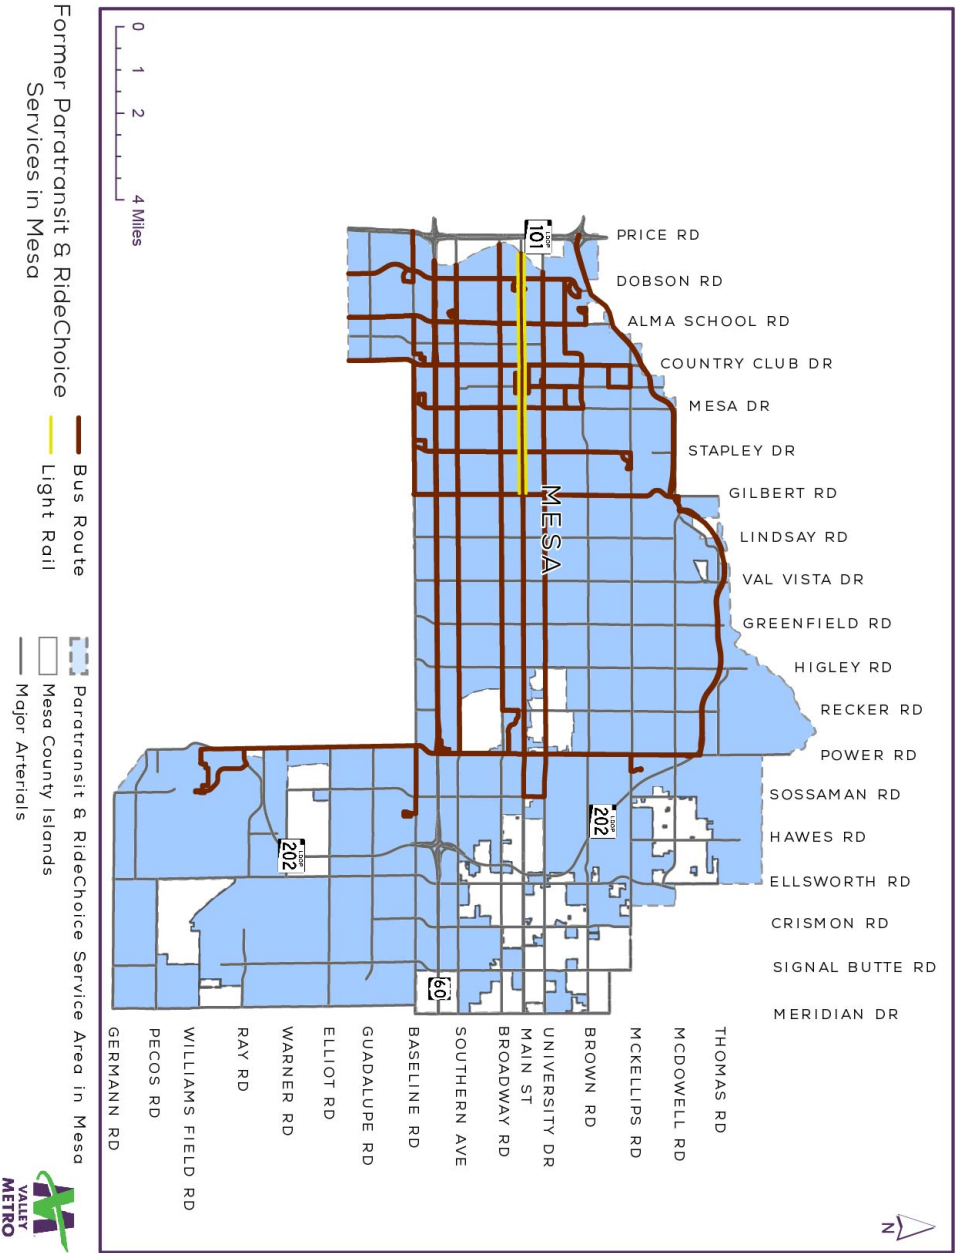 PRICE RD
DOBSON RD
ALMA SCHOOL RD
COUNTRY CLUB DR
MESA DR
STAPLEY DR
GILBERT RD
LINDSAY RD
VAL VISTA DR
GREENFIELD RD
HIGLEY RD
RECKER RD
POWER RD
SOSSAMAN RD
HAWES RD
ELLSWORTH RD
CRISMON RD
SIGNAL BUTTE RD
MERIDIAN DR
THOMAS RD
MCDOWELL RD
MCKELLIPS RD
BROWN RD
UNIVERSITY DR
MAIN ST
BROADWAY RD
SOUTHERN AVE
BASELINE RD
GUADALUPE RD
ELLIOT RD
WARNER RD
RAY RD
WILLIAMS FIELD RD
PECOS RD
GERMANN RD
MESA
LOOP
101
LOOP
202
LOOP
202
60
N
0 1 2 4 Miles
Former Paratransit & RideChoice
Services in Mesa
Bus Route
Light Rail
Paratransit & RideChoice Service Area in Mesa
Mesa County Islands
Major Arterials
VALLEY
METRO